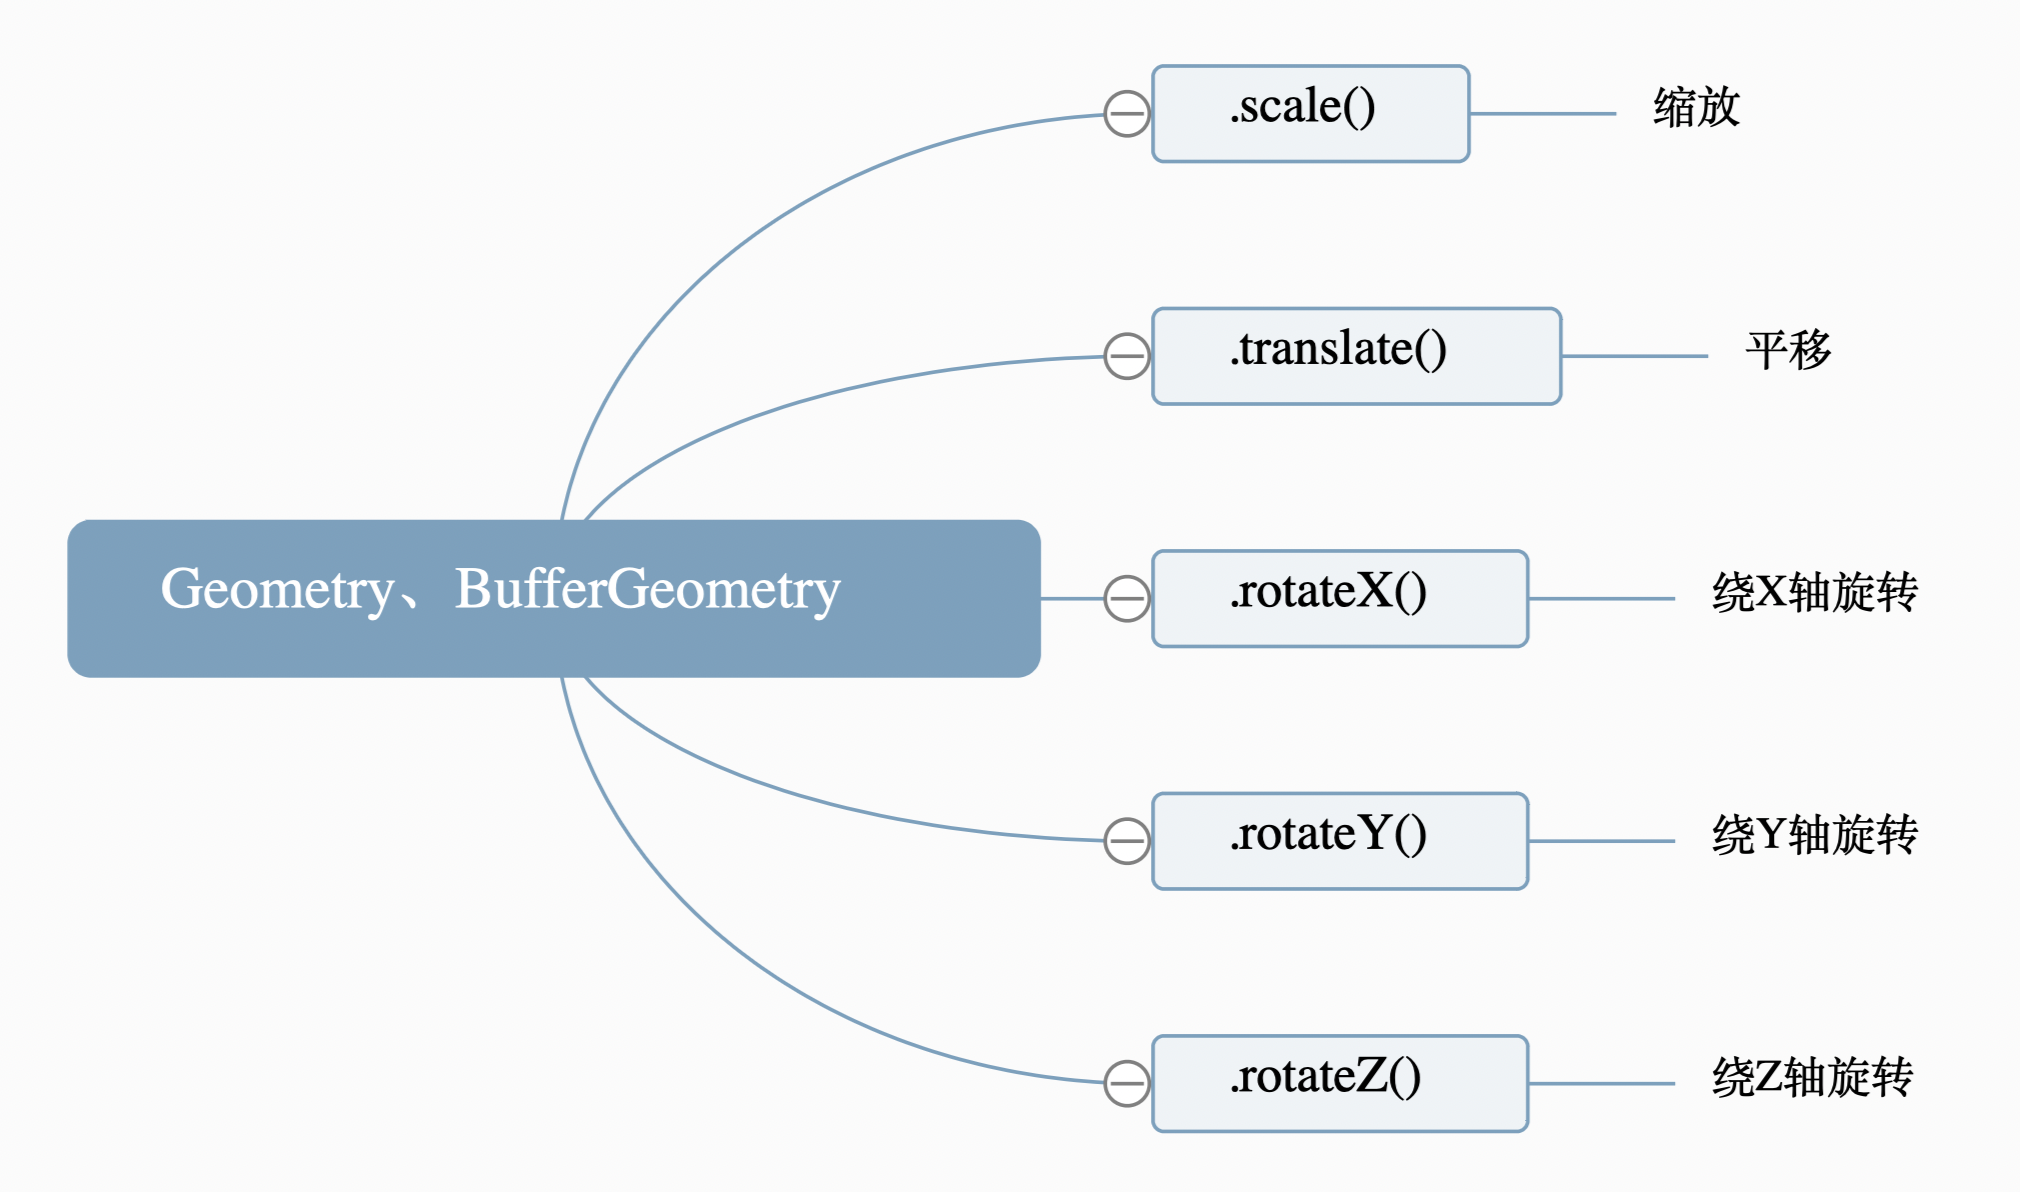 .scale()
缩放
.translate()
平移
Geometry、BufferGeometry
.rotateX()
绕X轴旋转
.rotateY()
绕Y轴旋转
.rotateZ()
绕Z轴旋转